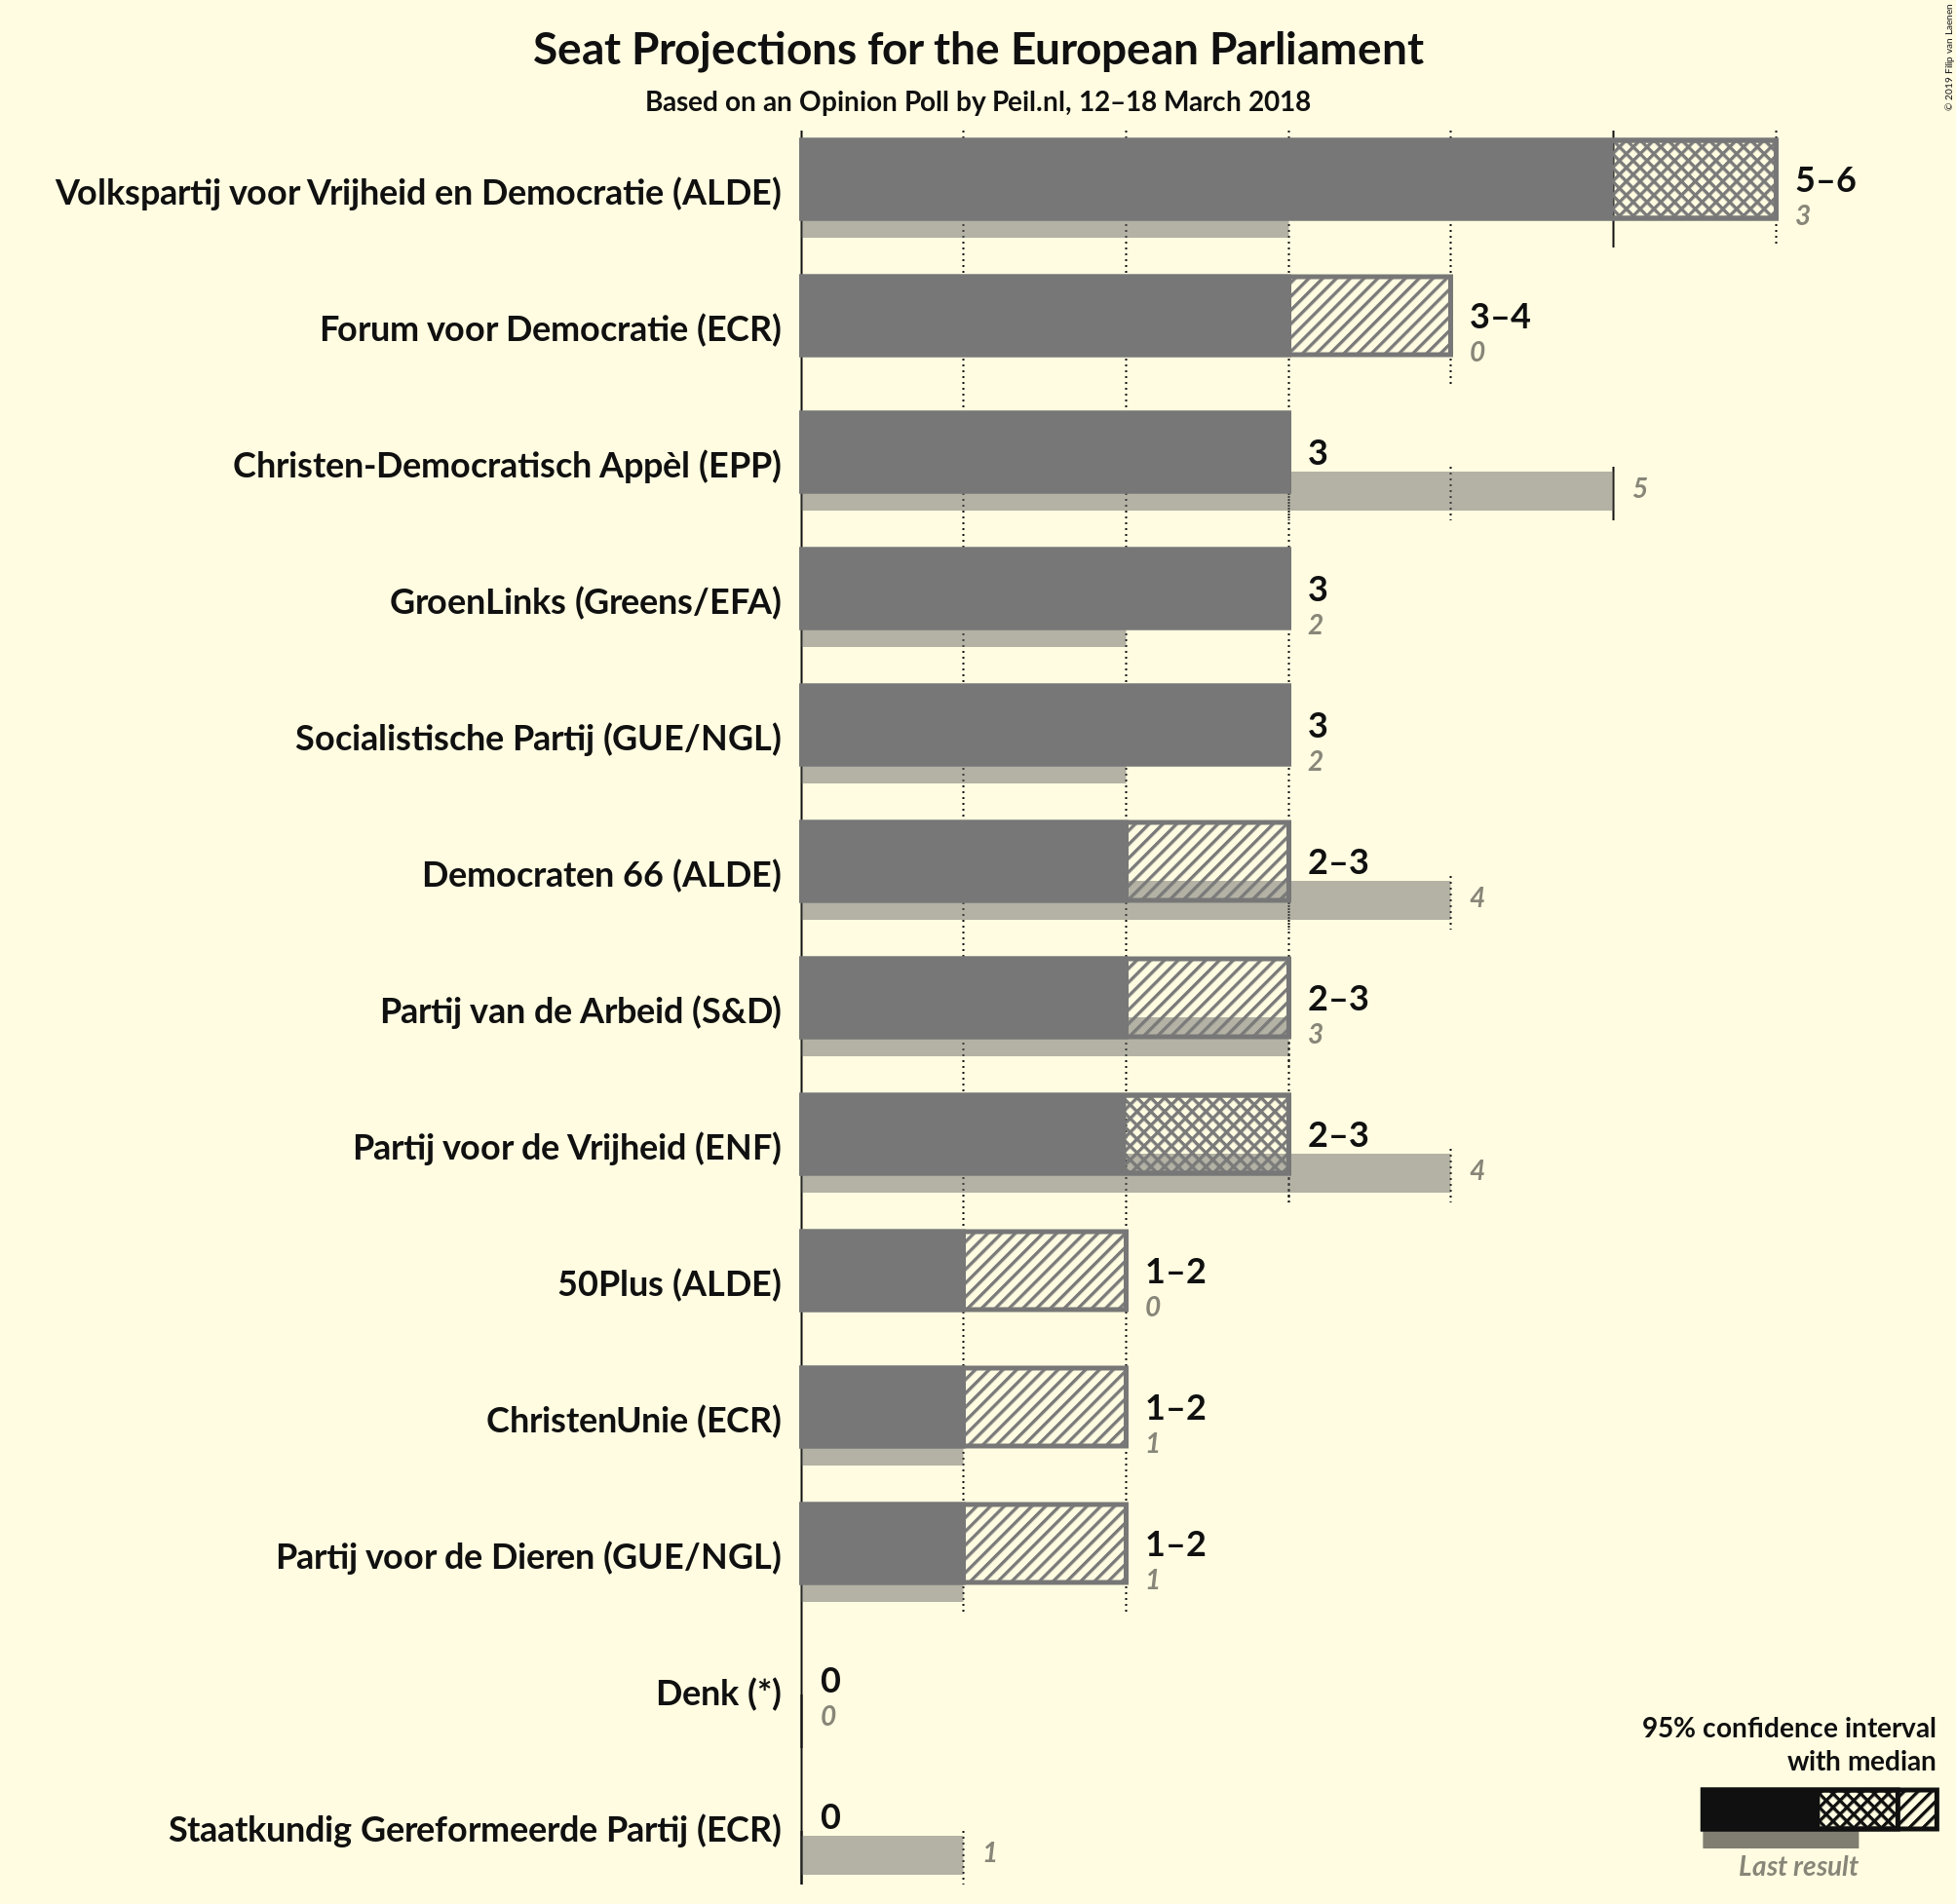 Seat Projections for the European Parliament
Based on an Opinion Poll by Peil.nl, 12–18 March 2018
© 2019 Filip van Laenen
Volkspartij voor Vrijheid en Democratie (ALDE)
5–6
3
Forum voor Democratie (ECR)
3–4
0
Christen-Democratisch Appèl (EPP)
3
5
GroenLinks (Greens/EFA)
3
2
Socialistische Partij (GUE/NGL)
3
2
Democraten 66 (ALDE)
2–3
4
Partij van de Arbeid (S&D)
2–3
3
Partij voor de Vrijheid (ENF)
2–3
4
50Plus (ALDE)
1–2
0
ChristenUnie (ECR)
1–2
1
Partij voor de Dieren (GUE/NGL)
1–2
1
Denk (*)
0
0
Staatkundig Gereformeerde Partij (ECR)
0
1
95% confidence interval
with median
Last result